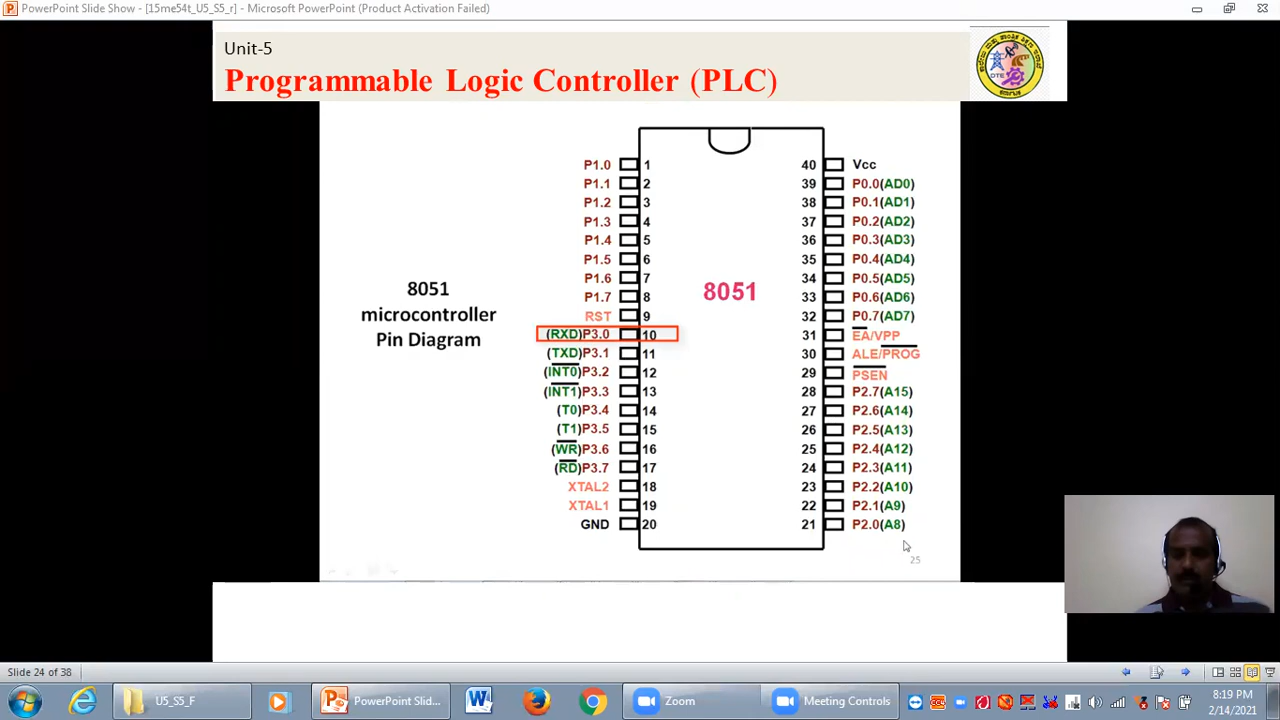 PowerPoint Slide Show - [15me54t_U5_S5_r] - Microsoft PowerPoint (Product Activation Failed)
Unit-5
Programmable Logic Controller (PLC)
DTE
8051
microcontroller
Pin Diagram
8051
P1.0 1
P1.1 2
P1.2 3
P1.3 4
P1.4 5
P1.5 6
P1.6 7
P1.7 8
RST 9
(RXD)P3.0 10
(TXD)P3.1 11
(INT0)P3.2 12
(INT1)P3.3 13
(T0)P3.4 14
(T1)P3.5 15
(WR)P3.6 16
(RD)P3.7 17
XTAL2 18
XTAL1 19
GND 20
40 Vcc
39 P0.0(AD0)
38 P0.1(AD1)
37 P0.2(AD2)
36 P0.3(AD3)
35 P0.4(AD4)
34 P0.5(AD5)
33 P0.6(AD6)
32 P0.7(AD7)
31 EA/VPP
30 ALE/PROG
29 PSEN
28 P2.7(A15)
27 P2.6(A14)
26 P2.5(A13)
25 P2.4(A12)
24 P2.3(A11)
23 P2.2(A10)
22 P2.1(A9)
21 P2.0(A8)
25
Slide 24 of 38
U5_S5_F
PowerPoint Slid...
Zoom
Meeting Controls
8:19 PM
2/14/2021